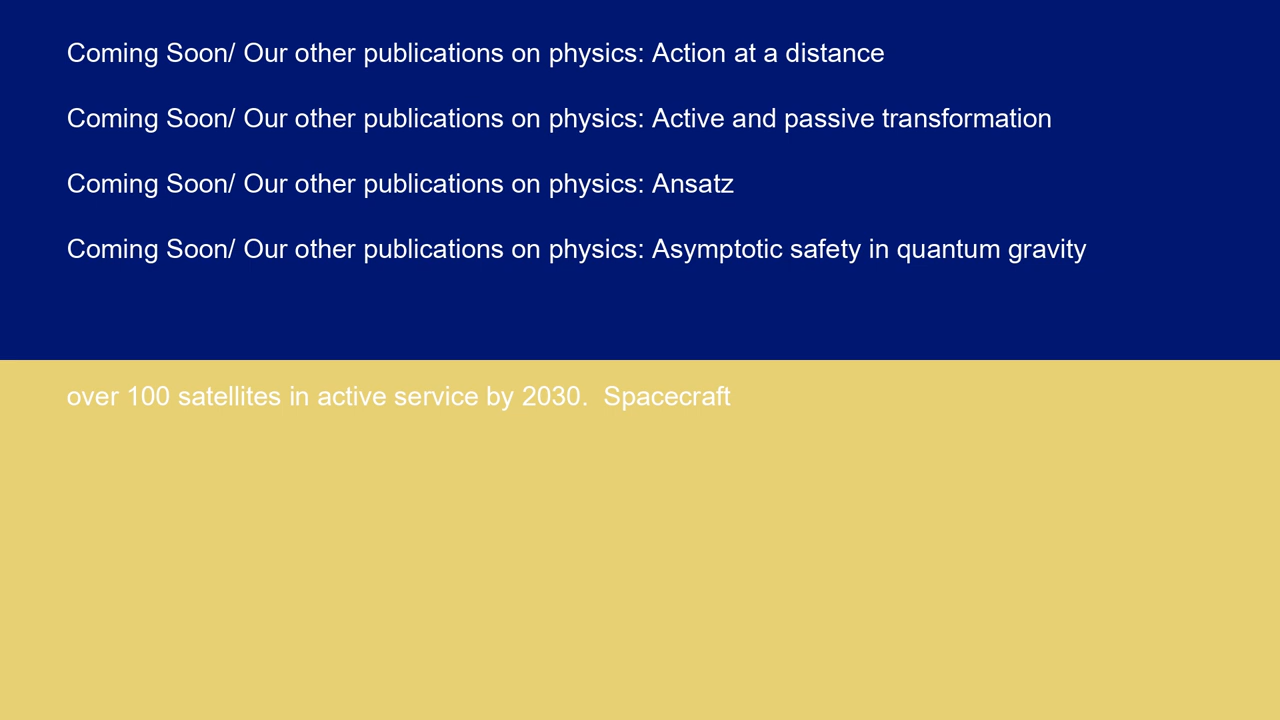 Coming Soon/ Our other publications on physics: Action at a distance
Coming Soon/ Our other publications on physics: Active and passive transformation
Coming Soon/ Our other publications on physics: Ansatz
Coming Soon/ Our other publications on physics: Asymptotic safety in quantum gravity
over 100 satellites in active service by 2030.  Spacecraft